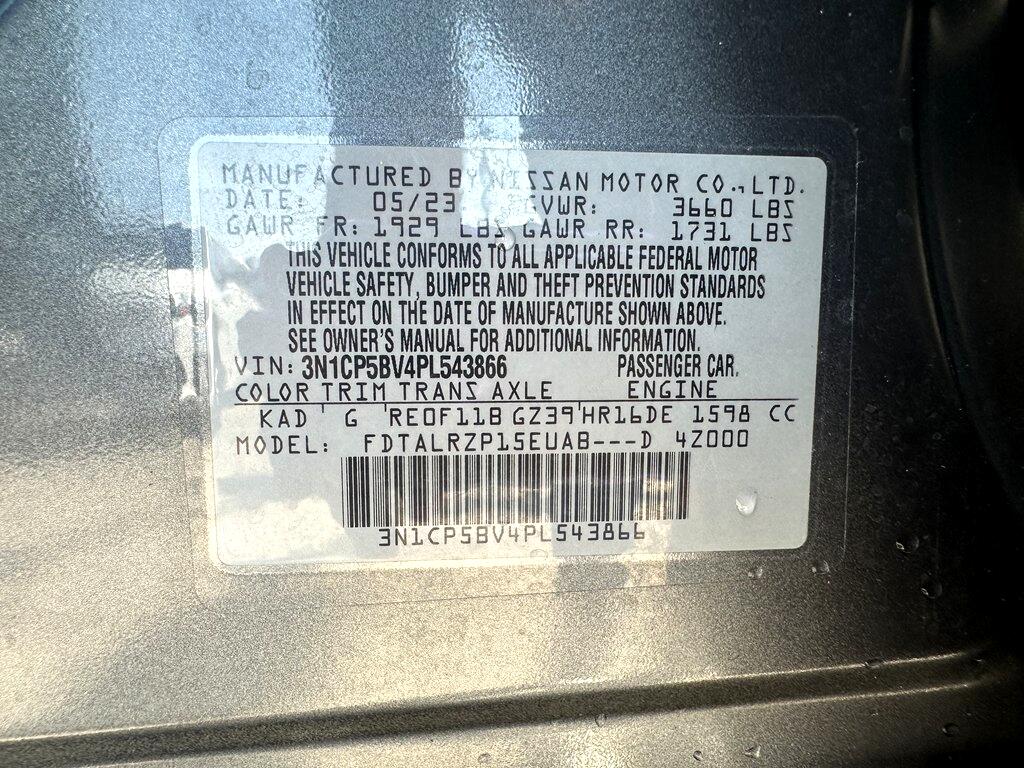 MANUFACTURED BY NISSAN MOTOR CO., LTD.
DATE: 05/23 GVWR: 3660 LBS
GAWR FR: 1929 LBS GAWR RR: 1731 LBS
THIS VEHICLE CONFORMS TO ALL APPLICABLE FEDERAL MOTOR
VEHICLE SAFETY, BUMPER AND THEFT PREVENTION STANDARDS
IN EFFECT ON THE DATE OF MANUFACTURE SHOWN ABOVE.
SEE OWNER'S MANUAL FOR ADDITIONAL INFORMATION.
VIN: 3N1CP5BV4PL543866 PASSENGER CAR.
COLOR TRIM TRANS AXLE ENGINE
KAD G RE0F11B GZ39 HR16DE 1598 CC
MODEL: FDTALRZP15EUAB---D 4Z000
3N1CP5BV4PL543866